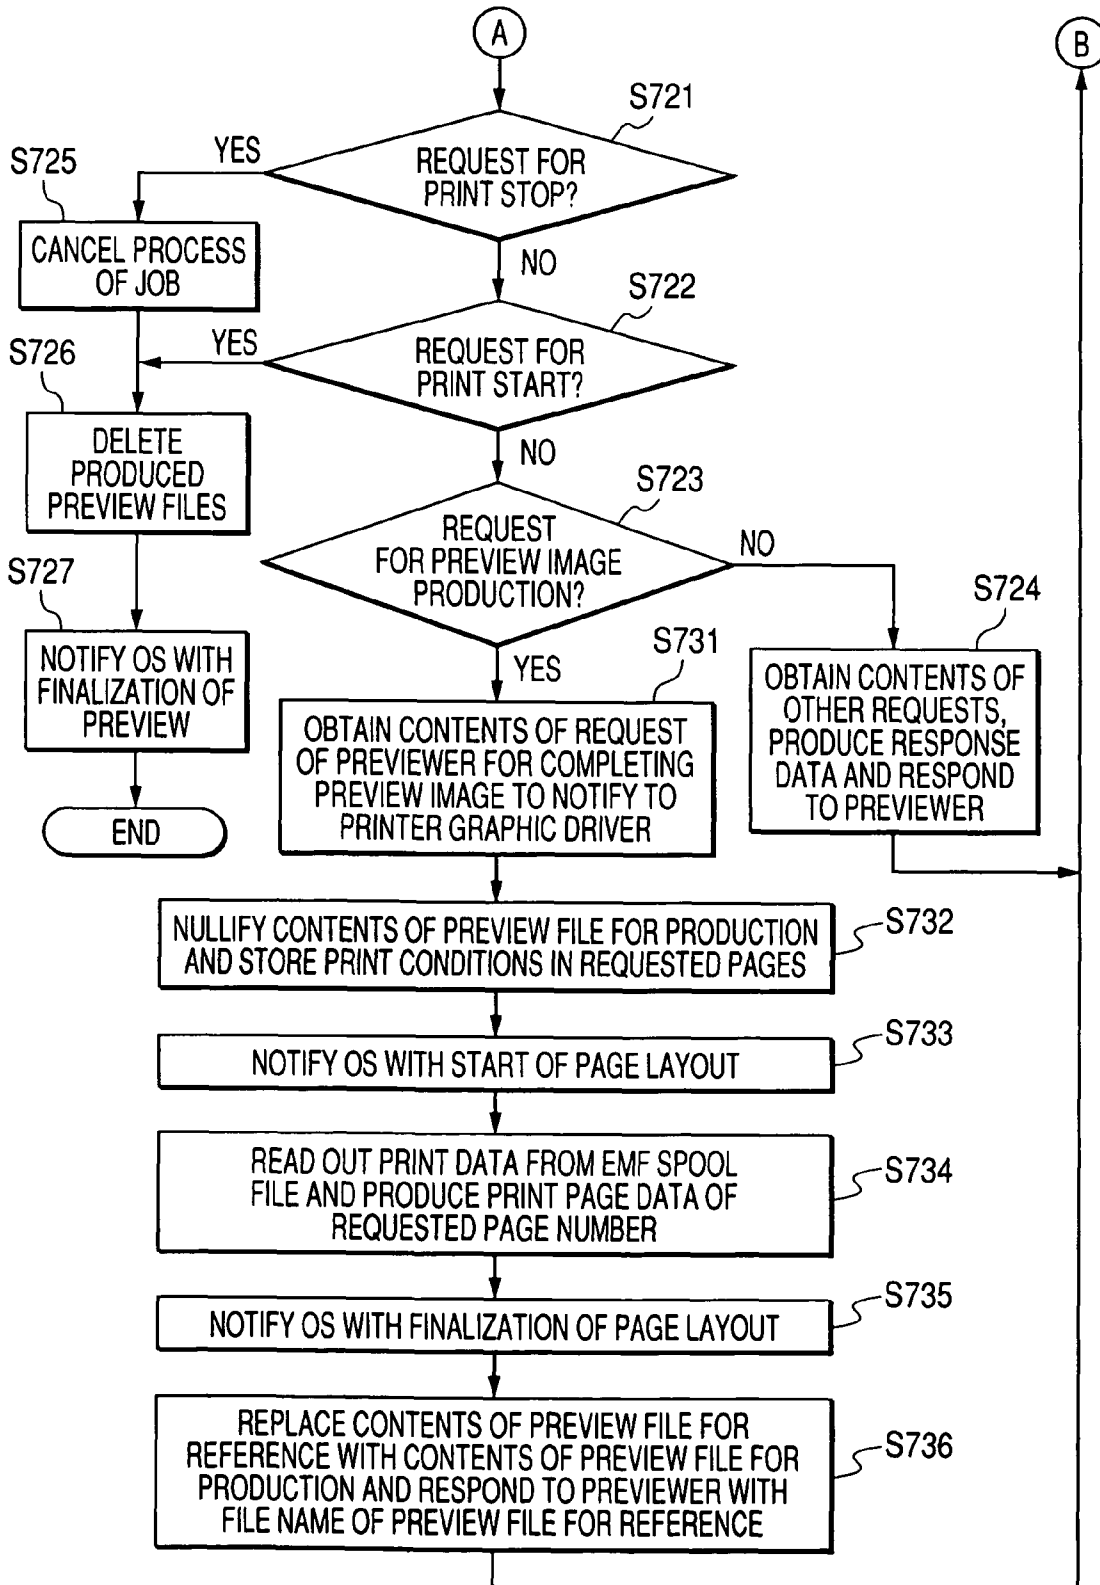 A
B
S721
REQUEST FOR
PRINT STOP?
YES
NO
S725
CANCEL PROCESS
OF JOB
S722
REQUEST FOR
PRINT START?
YES
NO
S726
DELETE
PRODUCED
PREVIEW FILES
S723
REQUEST
FOR PREVIEW IMAGE
PRODUCTION?
NO
YES
S727
NOTIFY OS WITH
FINALIZATION OF
PREVIEW
END
S724
OBTAIN CONTENTS OF
OTHER REQUESTS,
PRODUCE RESPONSE
DATA AND RESPOND
TO PREVIEWER
S731
OBTAIN CONTENTS OF REQUEST
OF PREVIEWER FOR COMPLETING
PREVIEW IMAGE TO NOTIFY TO
PRINTER GRAPHIC DRIVER
S732
NULLIFY CONTENTS OF PREVIEW FILE FOR PRODUCTION
AND STORE PRINT CONDITIONS IN REQUESTED PAGES
S733
NOTIFY OS WITH START OF PAGE LAYOUT
S734
READ OUT PRINT DATA FROM EMF SPOOL
FILE AND PRODUCE PRINT PAGE DATA OF
REQUESTED PAGE NUMBER
S735
NOTIFY OS WITH FINALIZATION OF PAGE LAYOUT
S736
REPLACE CONTENTS OF PREVIEW FILE FOR
REFERENCE WITH CONTENTS OF PREVIEW FILE FOR
PRODUCTION AND RESPOND TO PREVIEWER WITH
FILE NAME OF PREVIEW FILE FOR REFERENCE